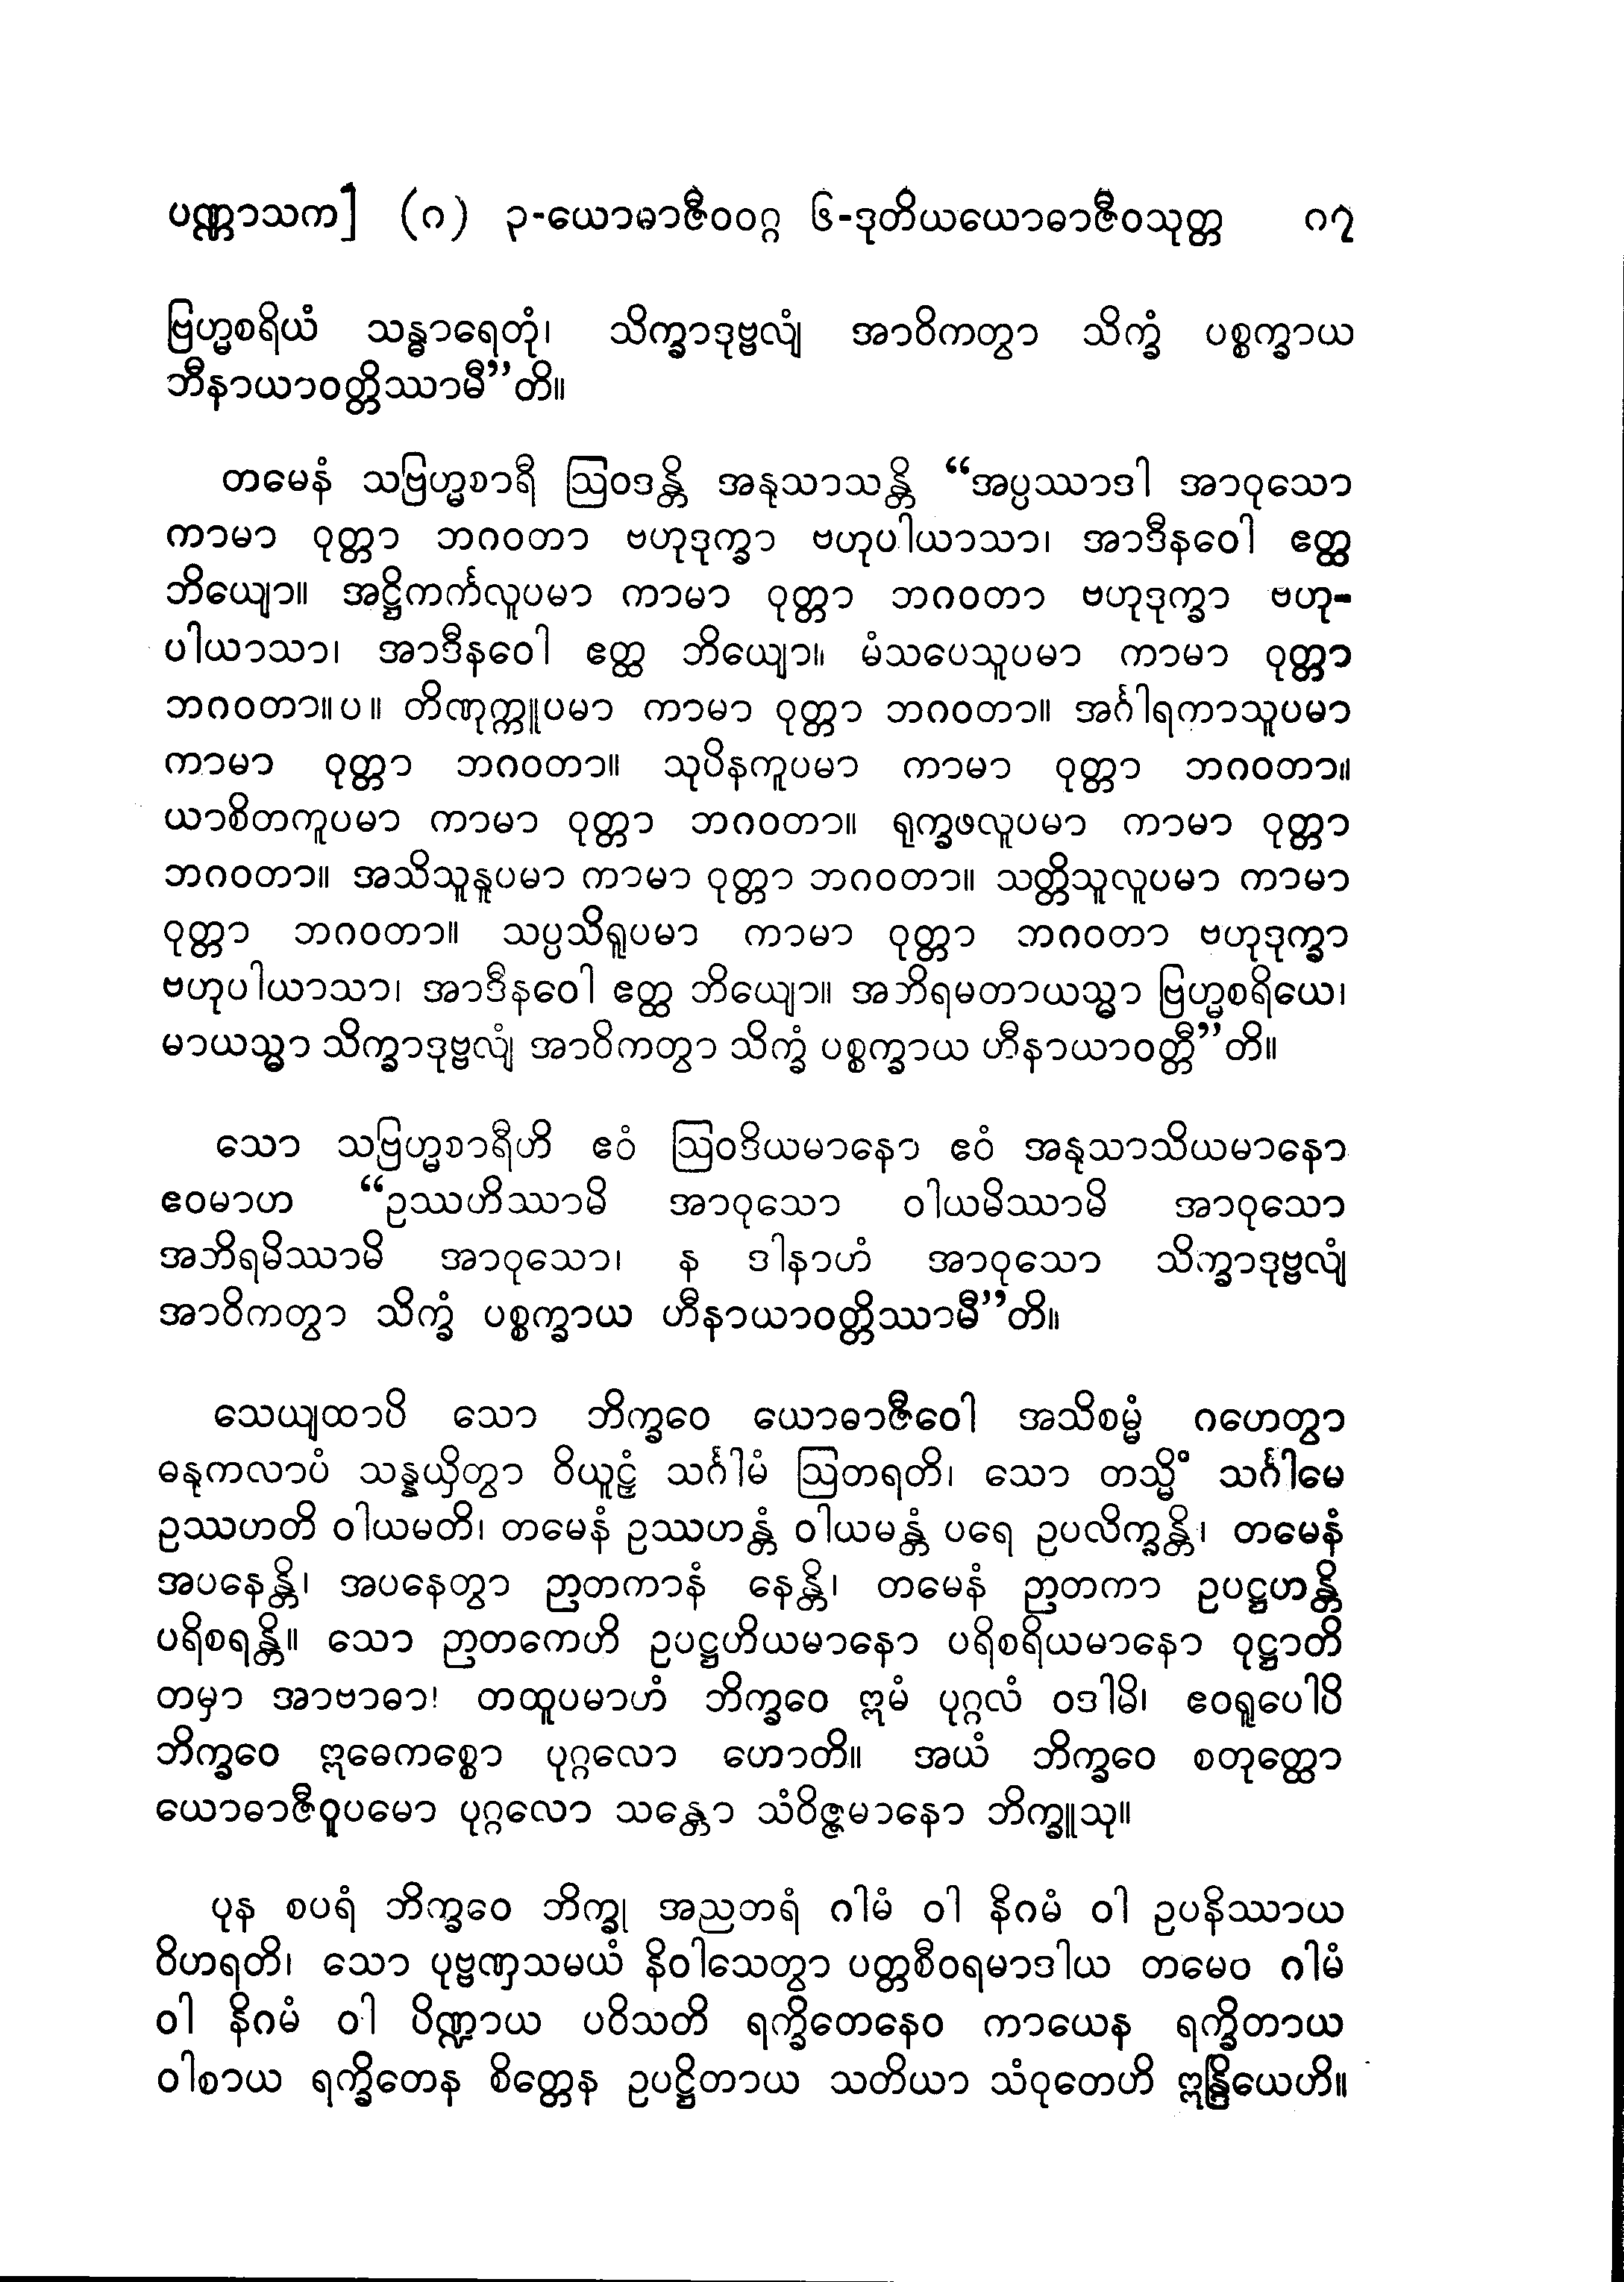 ပဏ္ဏာသက] (ဂ) ၃-ယောဓာဇီဝဝဂ္ဂ ၆-ဒုတိယယောဓာဇီဝသုတ္တ ဂ၇
ဗြဟ္မစရိယံ သန္ဓာရေတုံ၊ သိက္ခာဒုဗ္ဗလျံ အာဝိကတွာ သိက္ခံ ပစ္စက္ခာယ
ဘီနာယာဝတ္တိဿာမီ”တိ။
တမေနံ သဗြဟ္မစာရီ ဩဝဒန္တိ အနုသာသန္တိ “အပ္ပဿာဒါ အာဝုသော
ကာမာ ဝုတ္တာ ဘဂဝတာ ဗဟုဒုက္ခာ ဗဟုပါယာသာ၊ အာဒီနဝေါ ဧတ္ထ
ဘိယျော။ အဋ္ဌိကင်္ကလူပမာ ကာမာ ဝုတ္တာ ဘဂဝတာ ဗဟုဒုက္ခာ ဗဟု-
ပါယာသာ၊ အာဒီနဝေါ ဧတ္ထ ဘိယျော။ မံသပေသူပမာ ကာမာ ဝုတ္တာ
ဘဂဝတာ။ပ။ တိဏုက္ကူပမာ ကာမာ ဝုတ္တာ ဘဂဝတာ။ အင်္ဂါရကာသူပမာ
ကာမာ ဝုတ္တာ ဘဂဝတာ။ သုပိနကူပမာ ကာမာ ဝုတ္တာ ဘဂဝတာ။
ယာစိတကူပမာ ကာမာ ဝုတ္တာ ဘဂဝတာ။ ရုက္ခဖလူပမာ ကာမာ ဝုတ္တာ
ဘဂဝတာ။ အသိသူနူပမာ ကာမာ ဝုတ္တာ ဘဂဝတာ။ သတ္တိသူလူပမာ ကာမာ
ဝုတ္တာ ဘဂဝတာ။ သပ္ပသိရူပမာ ကာမာ ဝုတ္တာ ဘဂဝတာ ဗဟုဒုက္ခာ
ဗဟုပါယာသာ၊ အာဒီနဝေါ ဧတ္ထ ဘိယျော။ အဘိရမတာယသ္မာ ဗြဟ္မစရိယေ၊
မာယသ္မာ သိက္ခာဒုဗ္ဗလျံ အာဝိကတွာ သိက္ခံ ပစ္စက္ခာယ ဟီနာယာဝတ္တီ”တိ။
သော သဗြဟ္မစာရီဟိ ဧဝံ ဩဝဒိယမာနော ဧဝံ အနုသာသိယမာနော
ဧဝမာဟ “ဥဿဟိဿာမိ အာဝုသော ဝါယမိဿာမိ အာဝုသော
အဘိရမိဿာမိ အာဝုသော၊ န ဒါနာဟံ အာဝုသော သိက္ခာဒုဗ္ဗလျံ
အာဝိကတွာ သိက္ခံ ပစ္စက္ခာယ ဟီနာယာဝတ္တိဿာမီ”တိ။
သေယျထာပိ သော ဘိက္ခဝေ ယောဓာဇီဝေါ အသိစမ္မံ ဂဟေတွာ
ဓနုကလာပံ သန္နယှိတွာ ဝိယူဠှံ သင်္ဂါမံ ဩတရတိ၊ သော တသ္မိံ သင်္ဂါမေ
ဥဿဟတိ ဝါယမတိ၊ တမေနံ ဥဿဟန္တံ ဝါယမန္တံ ပရေ ဥပလိက္ခန္တိ၊ တမေနံ
အပနေန္တိ၊ အပနေတွာ ဉာတကာနံ နေန္တိ၊ တမေနံ ဉာတကာ ဥပဋ္ဌဟန္တိ
ပရိစရန္တိ။ သော ဉာတကေဟိ ဥပဋ္ဌဟိယမာနော ပရိစရိယမာနော ဝုဋ္ဌာတိ
တမှာ အာဗာဓာ! တထူပမာဟံ ဘိက္ခဝေ ဣမံ ပုဂ္ဂလံ ဝဒါမိ၊ ဧဝရူပေါပိ
ဘိက္ခဝေ ဣဓေကစ္စော ပုဂ္ဂလော ဟောတိ။ အယံ ဘိက္ခဝေ စတုတ္ထော
ယောဓာဇီဝူပမော ပုဂ္ဂလော သန္တော သံဝိဇ္ဇမာနော ဘိက္ခူသု။
ပုန စပရံ ဘိက္ခဝေ ဘိက္ခု အညတရံ ဂါမံ ဝါ နိဂမံ ဝါ ဥပနိဿာယ
ဝိဟရတိ၊ သော ပုဗ္ဗဏှသမယံ နိဝါသေတွာ ပတ္တစီဝရမာဒါယ တမေဝ ဂါမံ
ဝါ နိဂမံ ဝါ ပိဏ္ဍာယ ပဝိသတိ ရက္ခိတေနေဝ ကာယေန ရက္ခိတာယ
ဝါစာယ ရက္ခိတေန စိတ္တေန ဥပဋ္ဌိတာယ သတိယာ သံဝုတေဟိ ဣန္ဒြိယေဟိ။